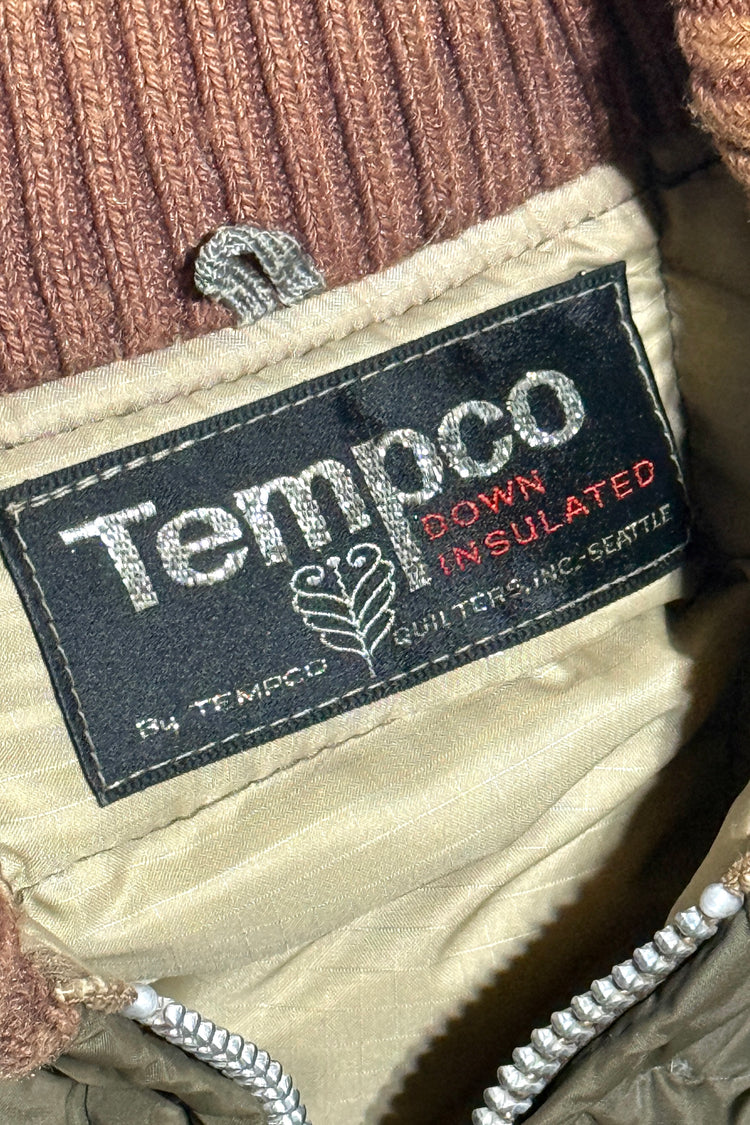 Tempco
DOWN
INSULATED
By TEMPCO QUILTERS, INC.-SEATTLE